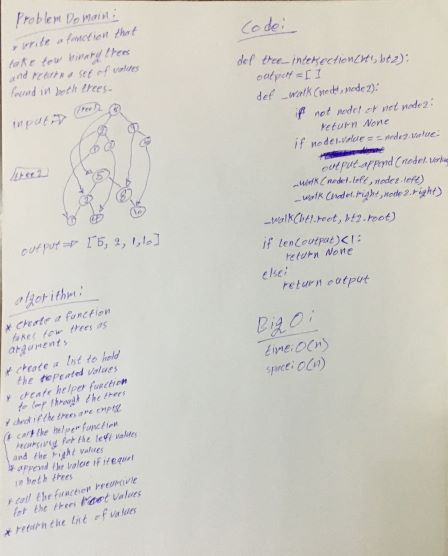 Problem Domain:
* write a function that
take tow binary trees
and return a set of values
found in both trees.
input ⇒
tree1
tree2
output ⇒ [5, 2, 1, 10]
algorithm:
* create a function
takes tow trees as
arguments
* create a list to hold
the repeated values
* create helper function
to loop through the trees
* check if the trees are empty
* call the helper function
recursivly for the left values
and the right values
* append the value if it equal
in both trees
* call the function recursive
for the trees root values
* return the list of values
Code:
def tree_intersection(bt1, bt2):
output = []
def _walk(node1, node2):
if not node1 or not node2:
return None
if node1.value == node2.value:
output.append(node1.value
_walk(node1.left, node2.left)
_walk(node1.right, node2.right)
_walk(bt1.root, bt2.root)
if len(output) < 1:
return None
else:
return output
Big O:
time: O(n)
space: O(n)